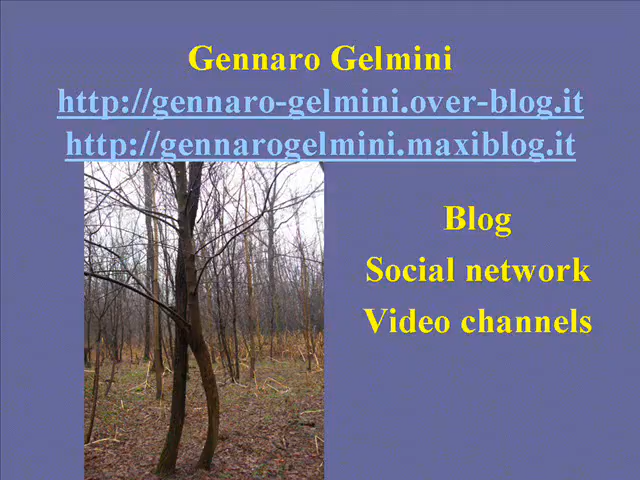 Gennaro Gelmini
http://gennaro-gelmini.over-blog.it
http://gennarogelmini.maxiblog.it
Blog
Social network
Video channels